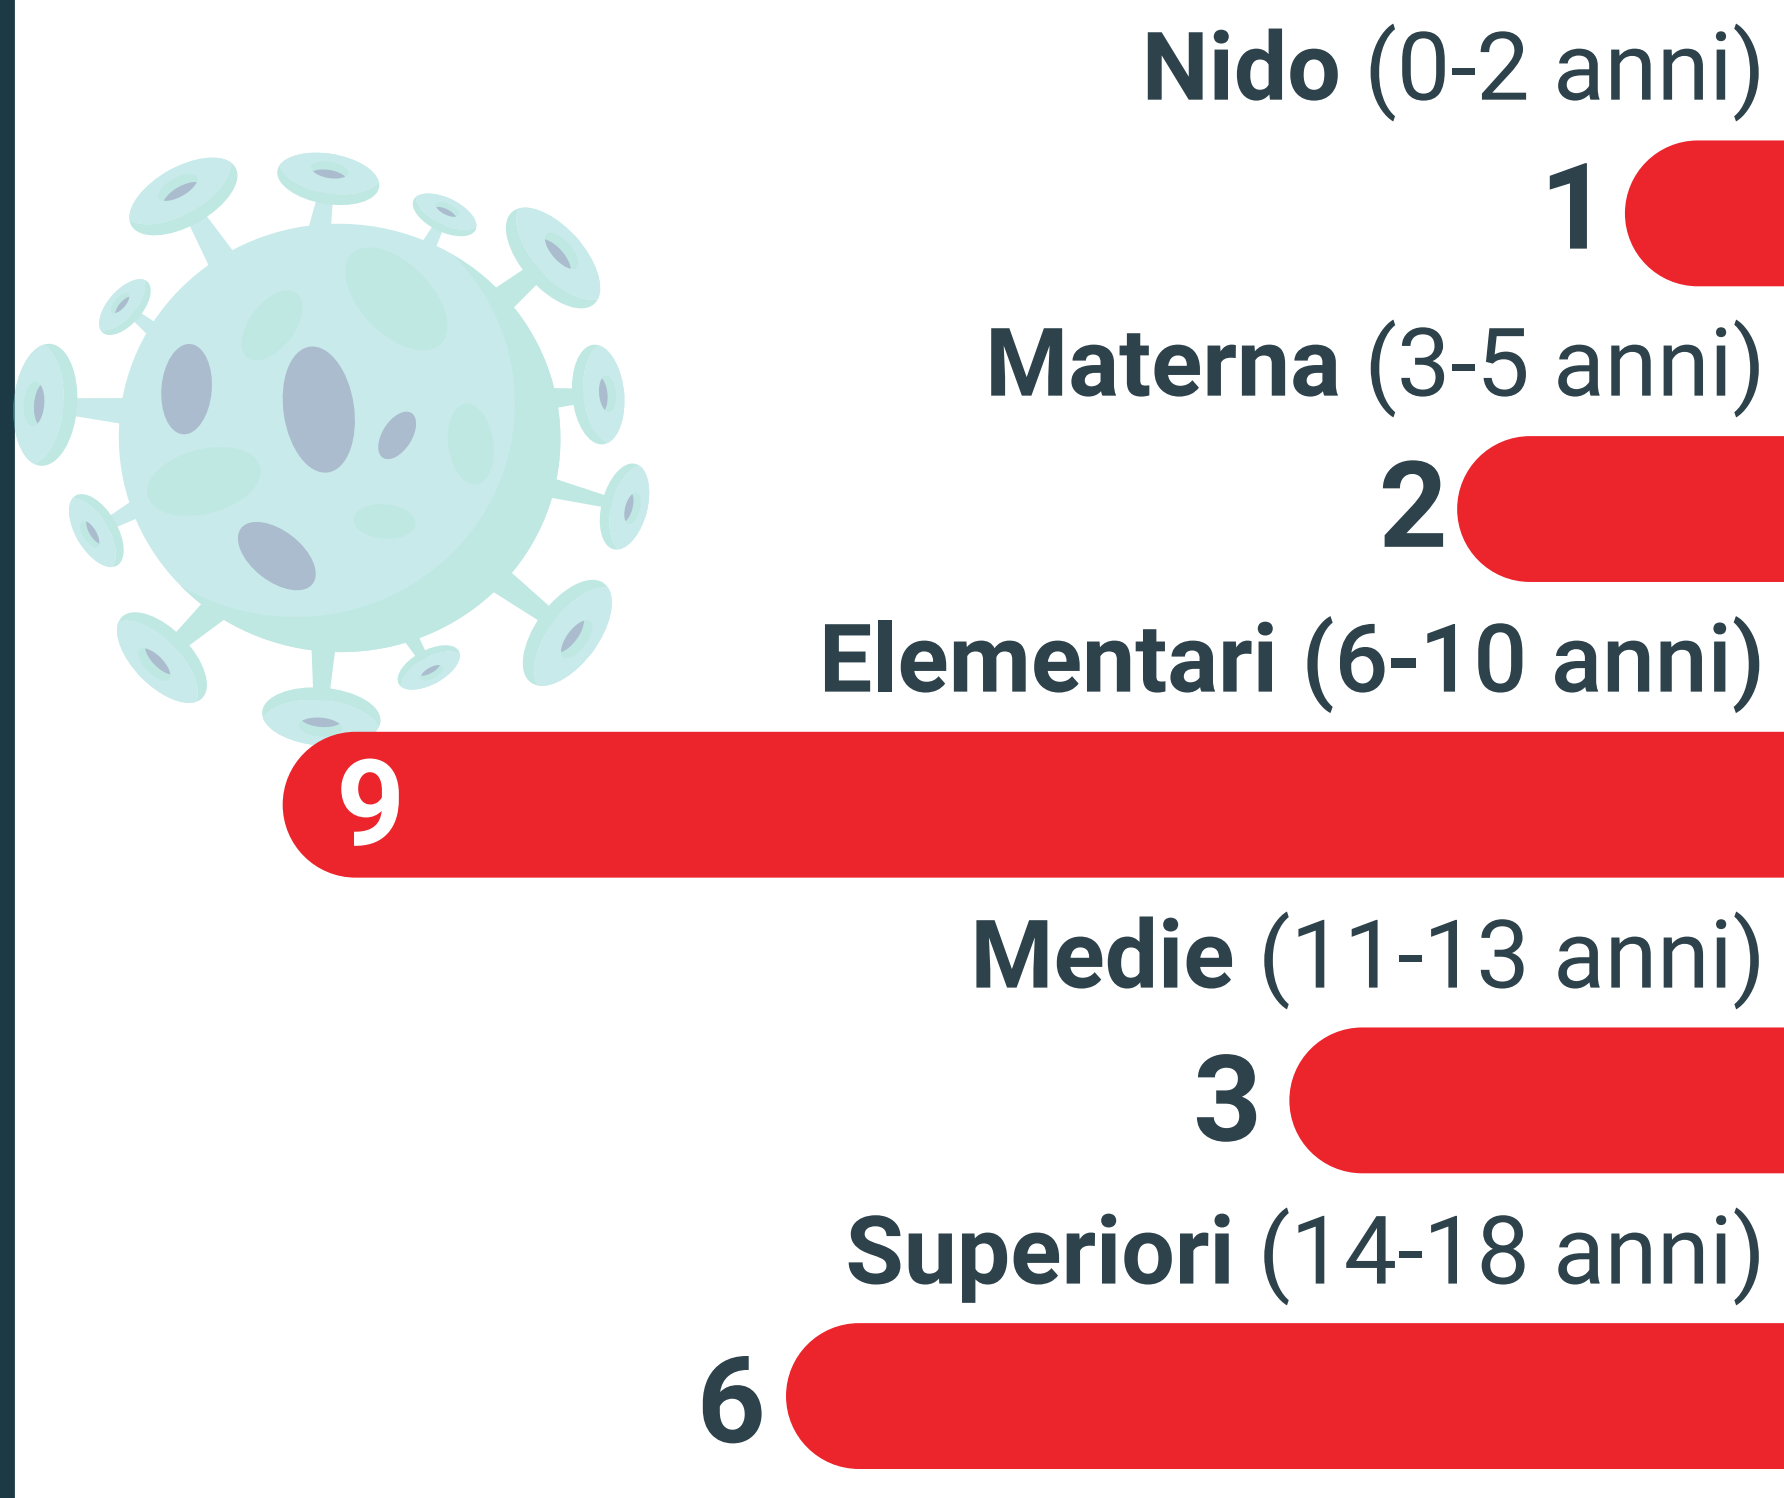 Nido (0-2 anni)
1
Materna (3-5 anni)
2
Elementari (6-10 anni)
9
Medie (11-13 anni)
3
Superiori (14-18 anni)
6